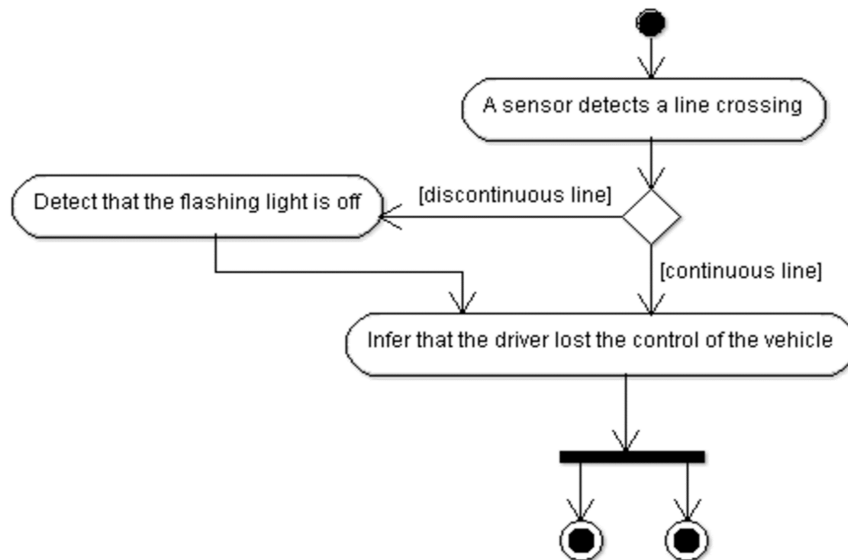 A sensor detects a line crossing
[discontinuous line]
Detect that the flashing light is off
[continuous line]
Infer that the driver lost the control of the vehicle